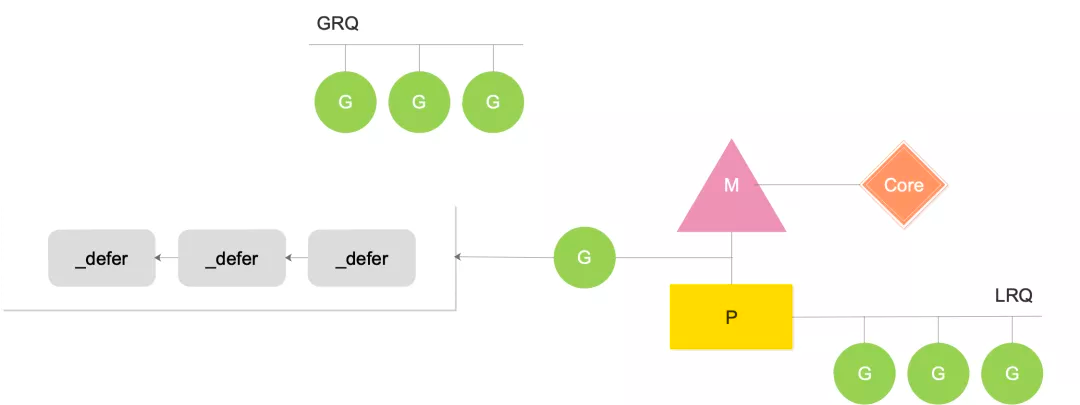 GRQ
G G G
M
Core
_defer _defer _defer
G
LRQ
P
G G G